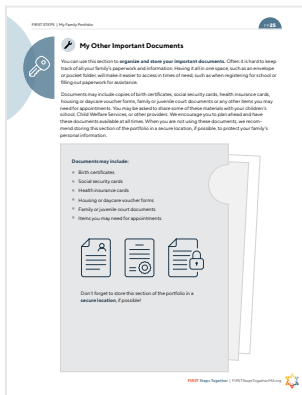 FIRST STEPS | My Family Portfolio
PG 25
My Other Important Documents
You can use this section to organize and store your important documents. Often, it is hard to keep
track of all your family's paperwork and information. Having it all in one space, such as an envelope
or pocket folder, will make it easier to access in times of need, such as when registering for school or
filling out paperwork for assistance.
Documents may include copies of birth certificates, social security cards, health insurance cards,
housing or daycare voucher forms, family or juvenile court documents or any other items you may
need for appointments. You may be asked to share some of these materials with your children's
school, Child Welfare Services, or other providers. We encourage you to plan ahead and have
these documents available at all times. When you are not using these documents, we recom-
mend storing this section of the portfolio in a secure location, if possible, to protect your family's
personal information.
Documents may include:
Birth certificates
Social security cards
Health insurance cards
Housing or daycare voucher forms
Family or juvenile court documents
Items you may need for appointments
Don't forget to store this section of the portfolio in a
secure location, if possible!
FIRST Steps Together | FIRSTStepsTogetherMA.org